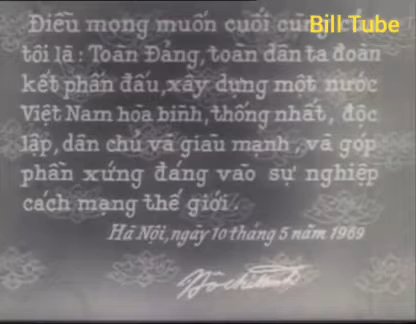 Điều mong muốn cuối
Bill Tube
tôi là: Toàn Đảng, toàn dân ta đoàn
kết phấn đấu, xây dựng một nước
Việt Nam hòa bình, thống nhất, độc
lập, dân chủ và giàu mạnh, và góp
phần xứng đáng vào sự nghiệp
cách mạng thế giới.
Hà Nội, ngày 10 tháng 5 năm 1969